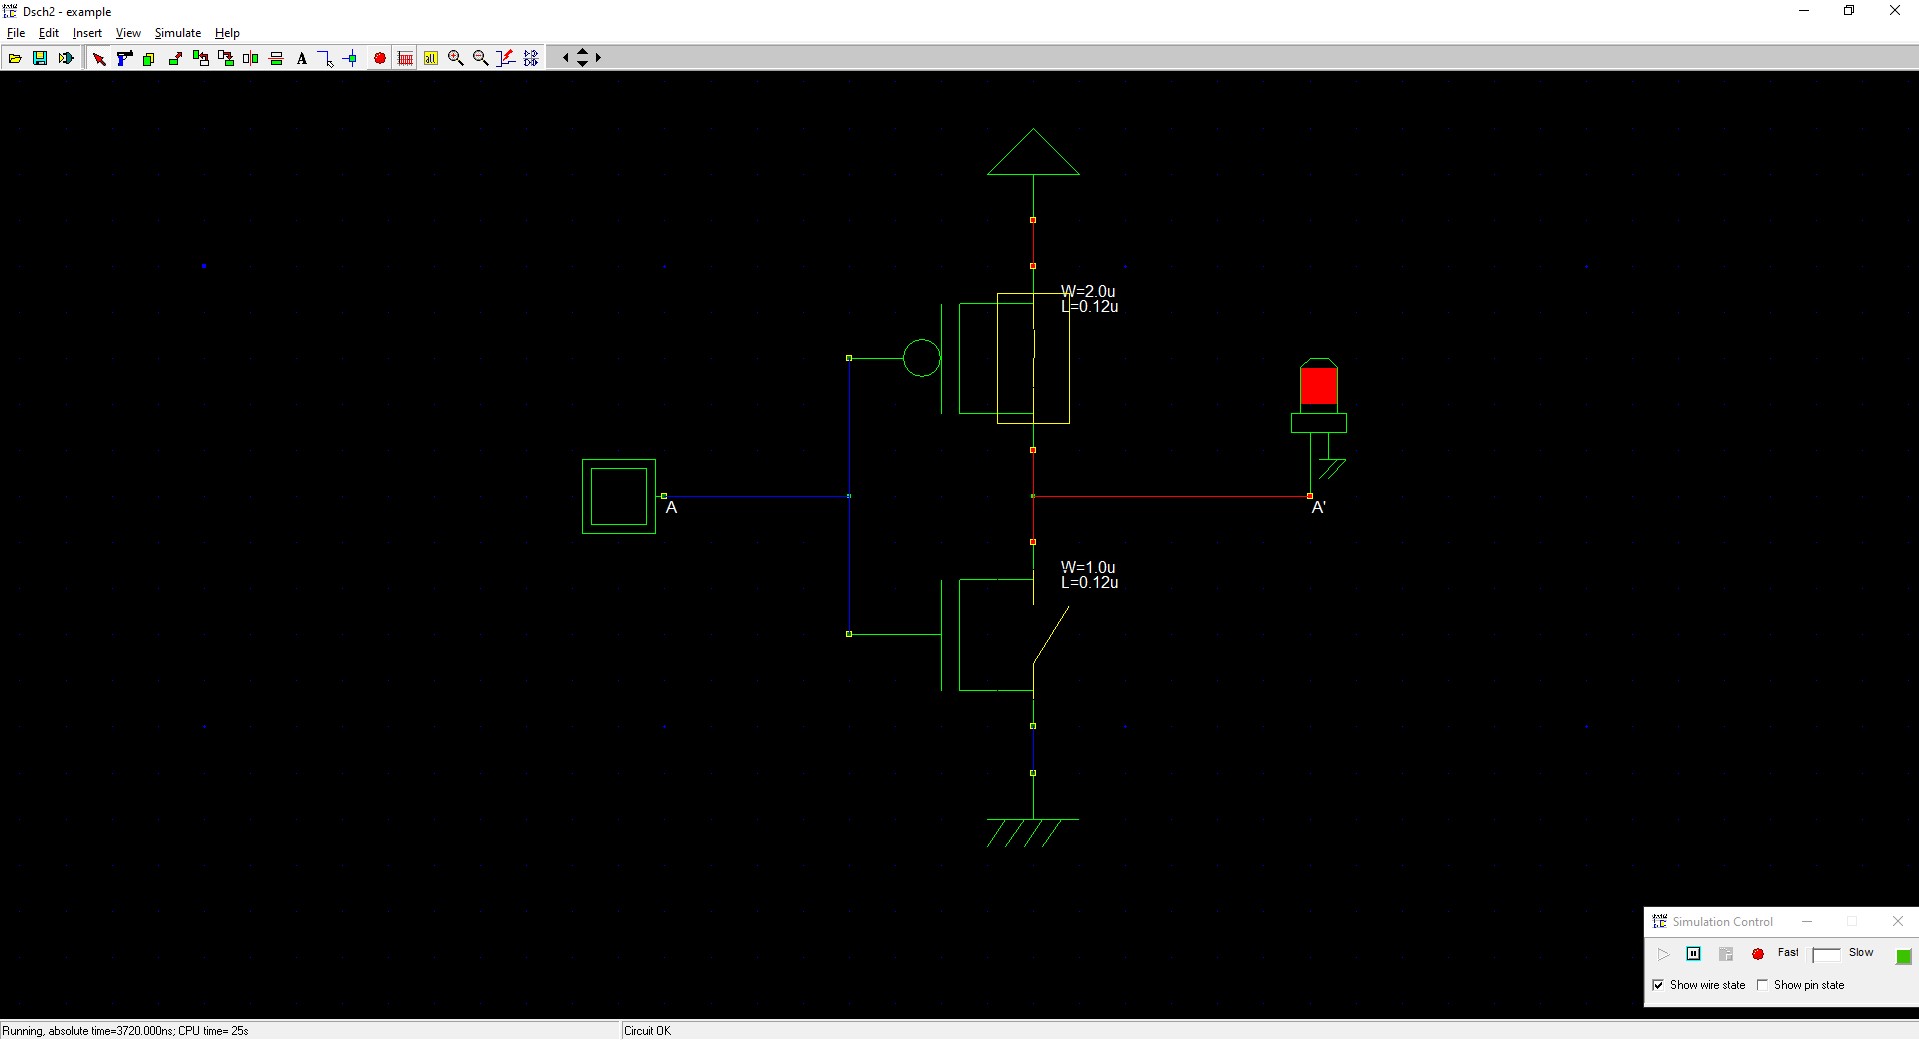 Dsch2 - example
File Edit Insert View Simulate Help
A
all
W=2.0u
L=0.12u
A
A'
W=1.0u
L=0.12u
Simulation Control
Fast Slow
Show wire state Show pin state
Running, absolute time=3720.000ns; CPU time= 25s
Circuit OK